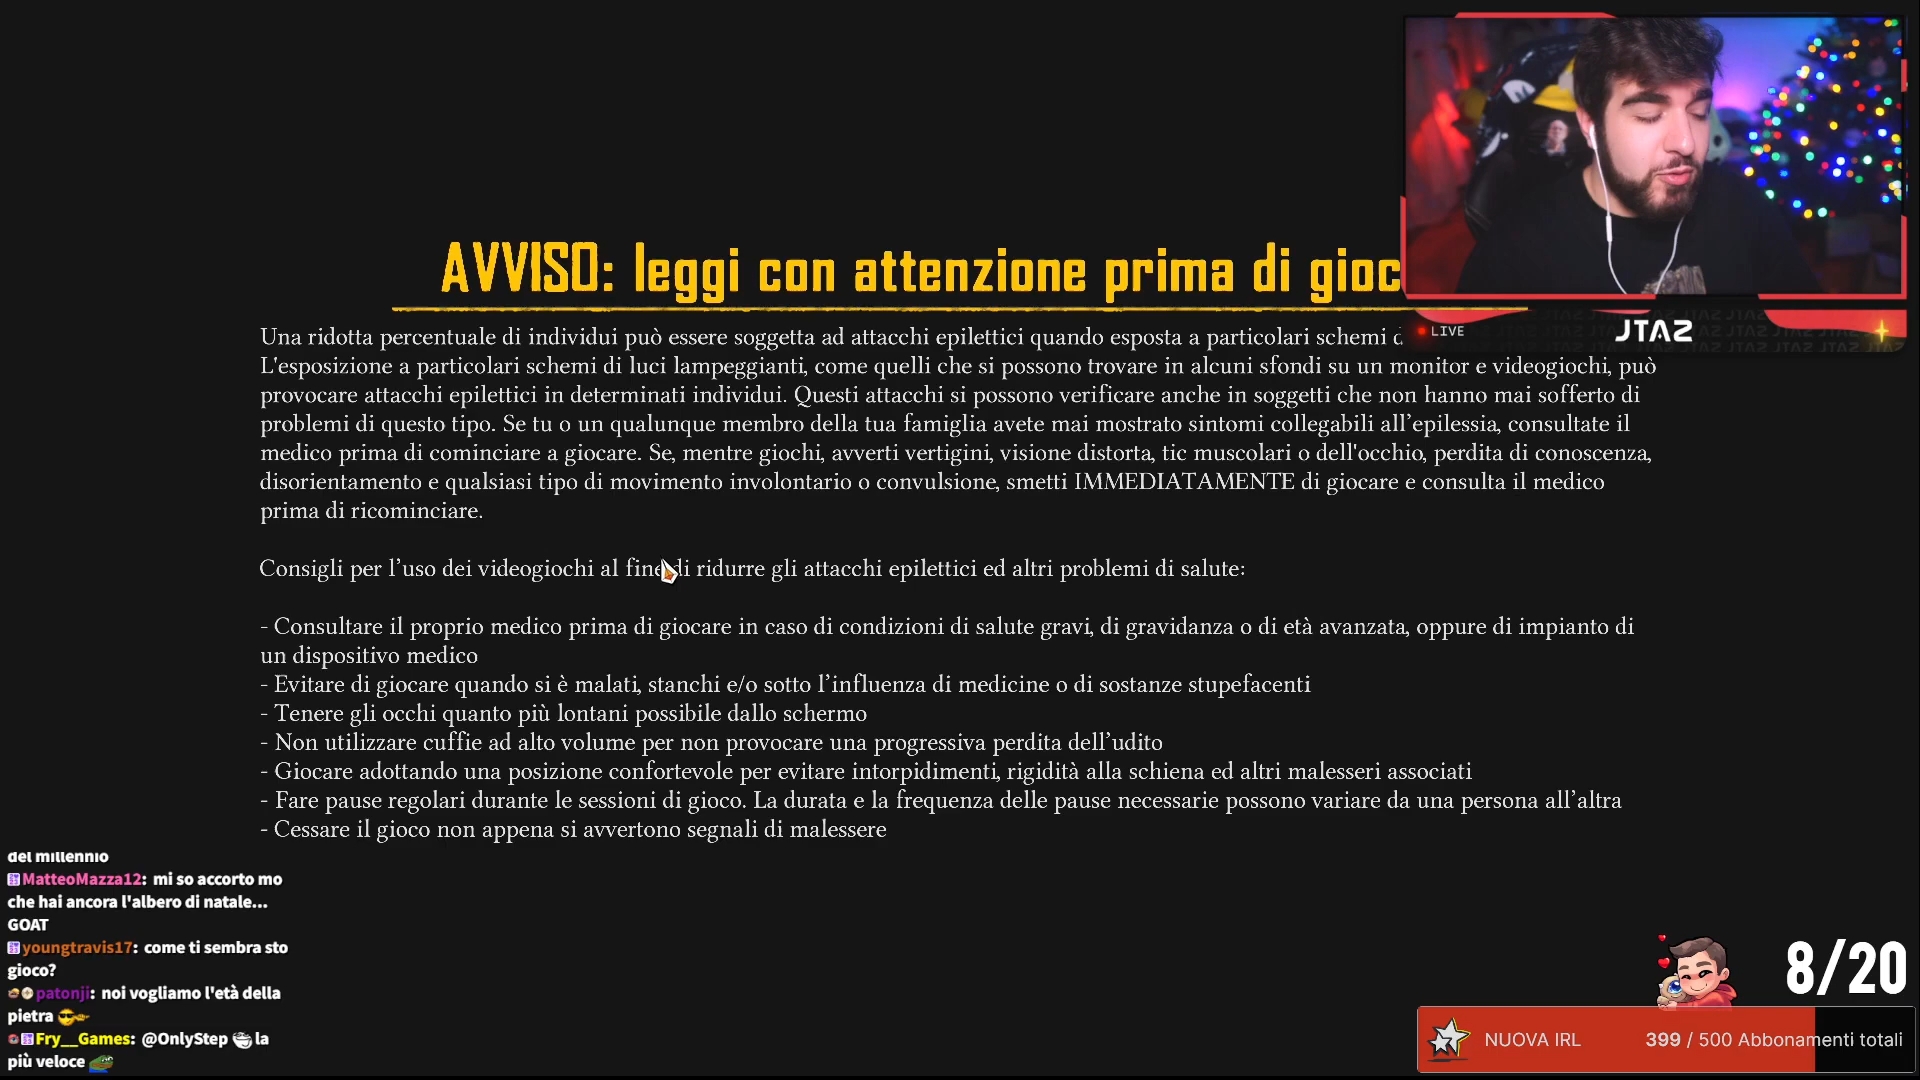 AVVISO: leggi con attenzione prima di gioc
Una ridotta percentuale di individui può essere soggetta ad attacchi epilettici quando esposta a particolari schemi d
L'esposizione a particolari schemi di luci lampeggianti, come quelli che si possono trovare in alcuni sfondi su un monitor e videogiochi, può
provocare attacchi epilettici in determinati individui. Questi attacchi si possono verificare anche in soggetti che non hanno mai sofferto di
problemi di questo tipo. Se tu o un qualunque membro della tua famiglia avete mai mostrato sintomi collegabili all’epilessia, consultate il
medico prima di cominciare a giocare. Se, mentre giochi, avverti vertigini, visione distorta, tic muscolari o dell'occhio, perdita di conoscenza,
disorientamento e qualsiasi tipo di movimento involontario o convulsione, smetti IMMEDIATAMENTE di giocare e consulta il medico
prima di ricominciare.
Consigli per l’uso dei videogiochi al fine di ridurre gli attacchi epilettici ed altri problemi di salute:
- Consultare il proprio medico prima di giocare in caso di condizioni di salute gravi, di gravidanza o di età avanzata, oppure di impianto di
un dispositivo medico
- Evitare di giocare quando si è malati, stanchi e/o sotto l’influenza di medicine o di sostanze stupefacenti
- Tenere gli occhi quanto più lontani possibile dallo schermo
- Non utilizzare cuffie ad alto volume per non provocare una progressiva perdita dell’udito
- Giocare adottando una posizione confortevole per evitare intorpidimenti, rigidità alla schiena ed altri malesseri associati
- Fare pause regolari durante le sessioni di gioco. La durata e la frequenza delle pause necessarie possono variare da una persona all’altra
- Cessare il gioco non appena si avvertono segnali di malessere
LIVE
JTAZ
del millennio
MatteoMazza12: mi so accorto mo
che hai ancora l'albero di natale...
GOAT
youngtravis17: come ti sembra sto
gioco?
patonji: noi vogliamo l'età della
pietra
Fry__Games: @OnlyStep la
più veloce
8/20
NUOVA IRL
399 / 500 Abbonamenti totali